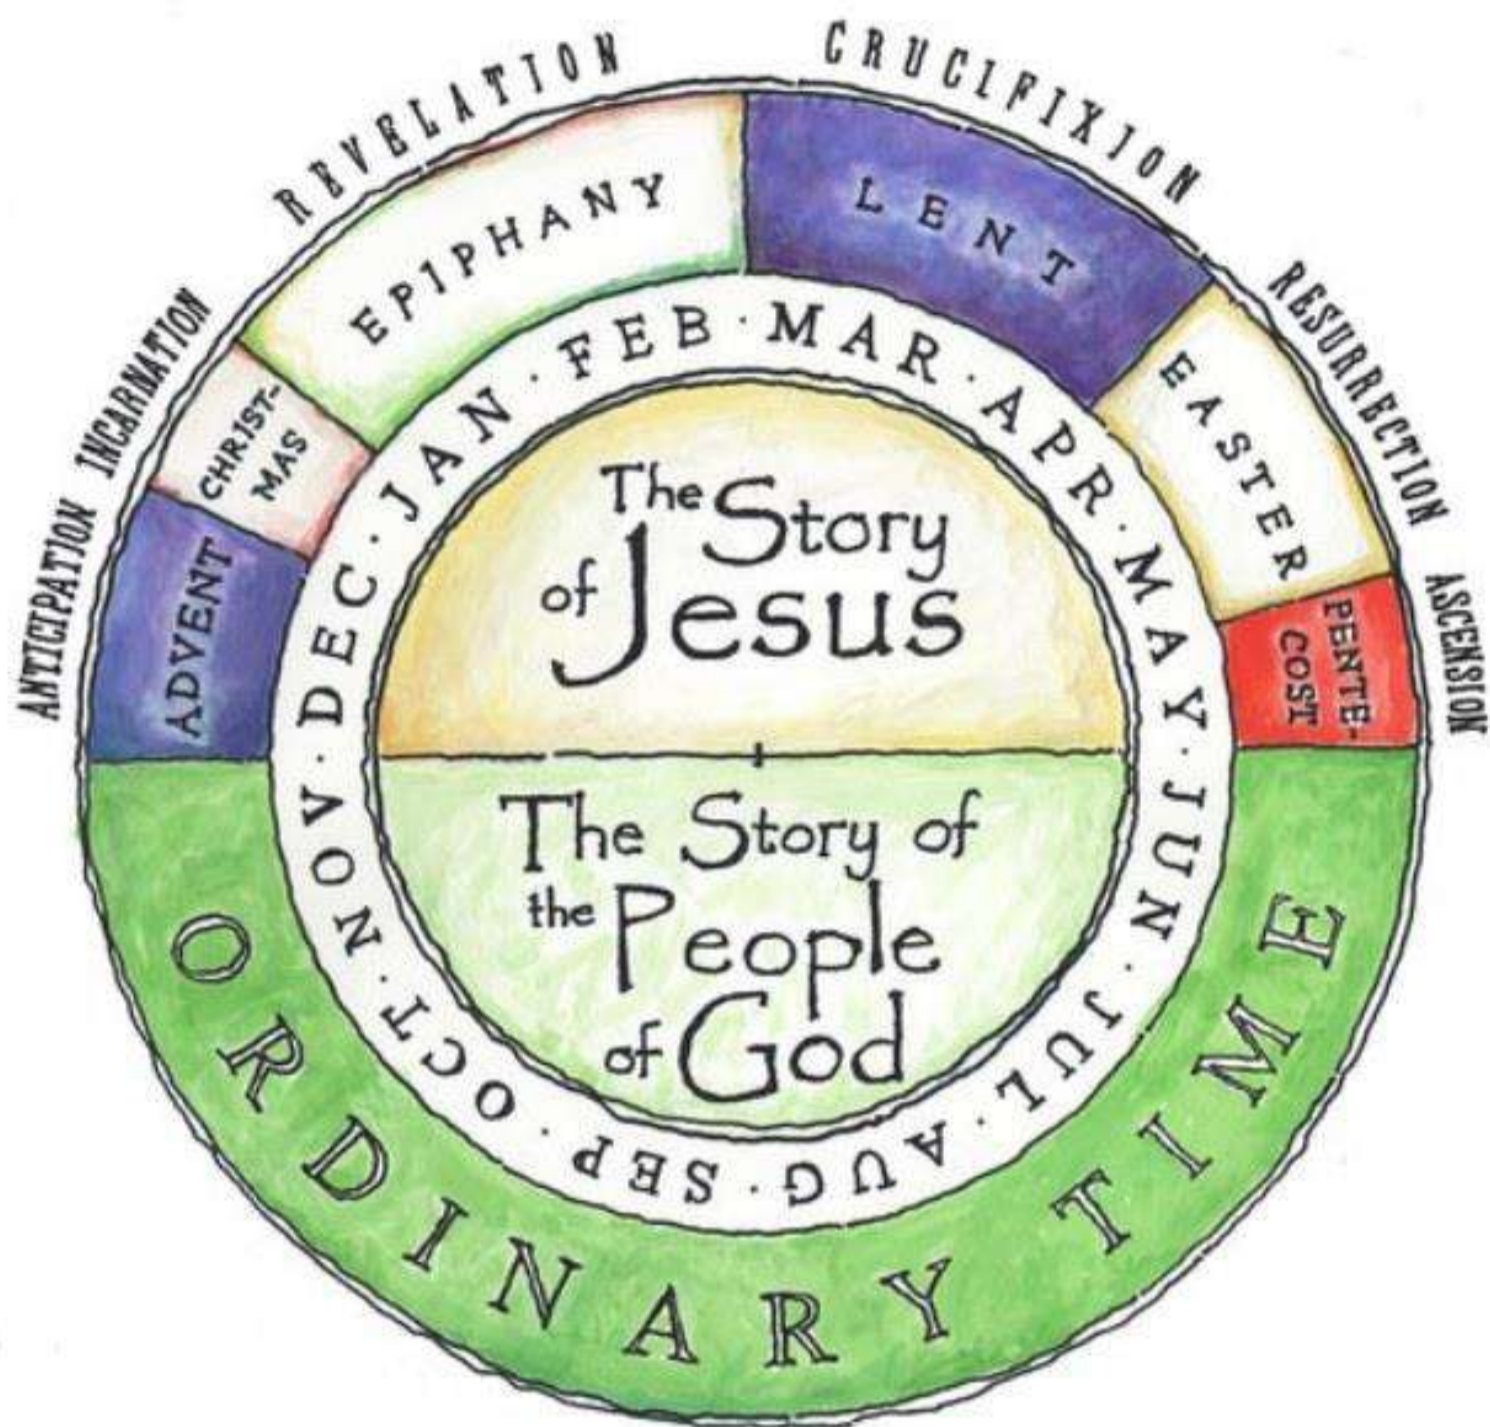 ANTICIPATION
INCARNATION
REVELATION
CRUCIFIXION
RESURRECTION
ASCENSION
ADVENT
CHRIST-
MAS
EPIPHANY
LENT
EASTER
PENTE-
COST
ORDINARY TIME
DEC · JAN · FEB · MAR · APR · MAY · JUN · JUL · AUG · SEP · OCT · NOV ·
The Story
of Jesus
The Story of
the People
of God